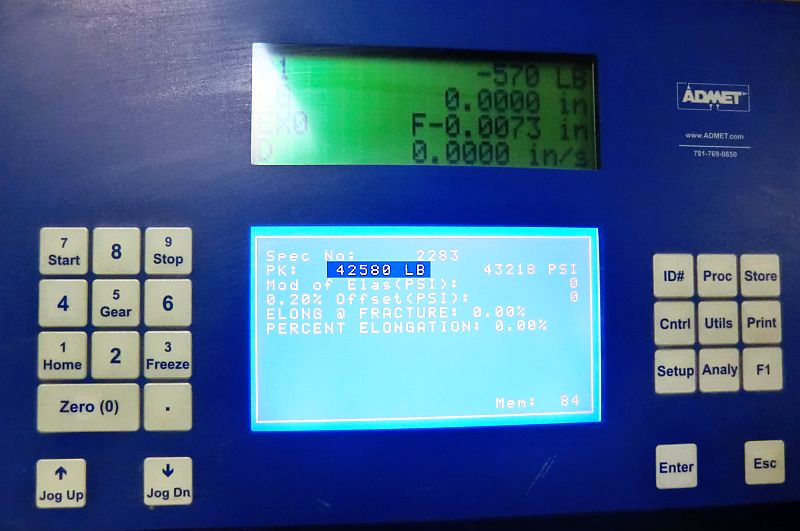 -570 LB
0.0000 in
F-0.0073 in
0.0000 in/s
ADMET
www.ADMET.com
781-769-0850
7 Start
8
9 Stop
4
5 Gear
6
1 Home
2
3 Freeze
Zero (0)
.
Jog Up
Jog Dn
Spec No: 2283
PK: 42580 LB 43218 PSI
Mod of Elas(PSI): 0
0.20% Offset(PSI): 0
ELONG @ FRACTURE: 0.00%
PERCENT ELONGATION: 0.00%
Mem: 84
ID# Proc Store
Cntrl Utils Print
Setup Analy F1
Enter
Esc